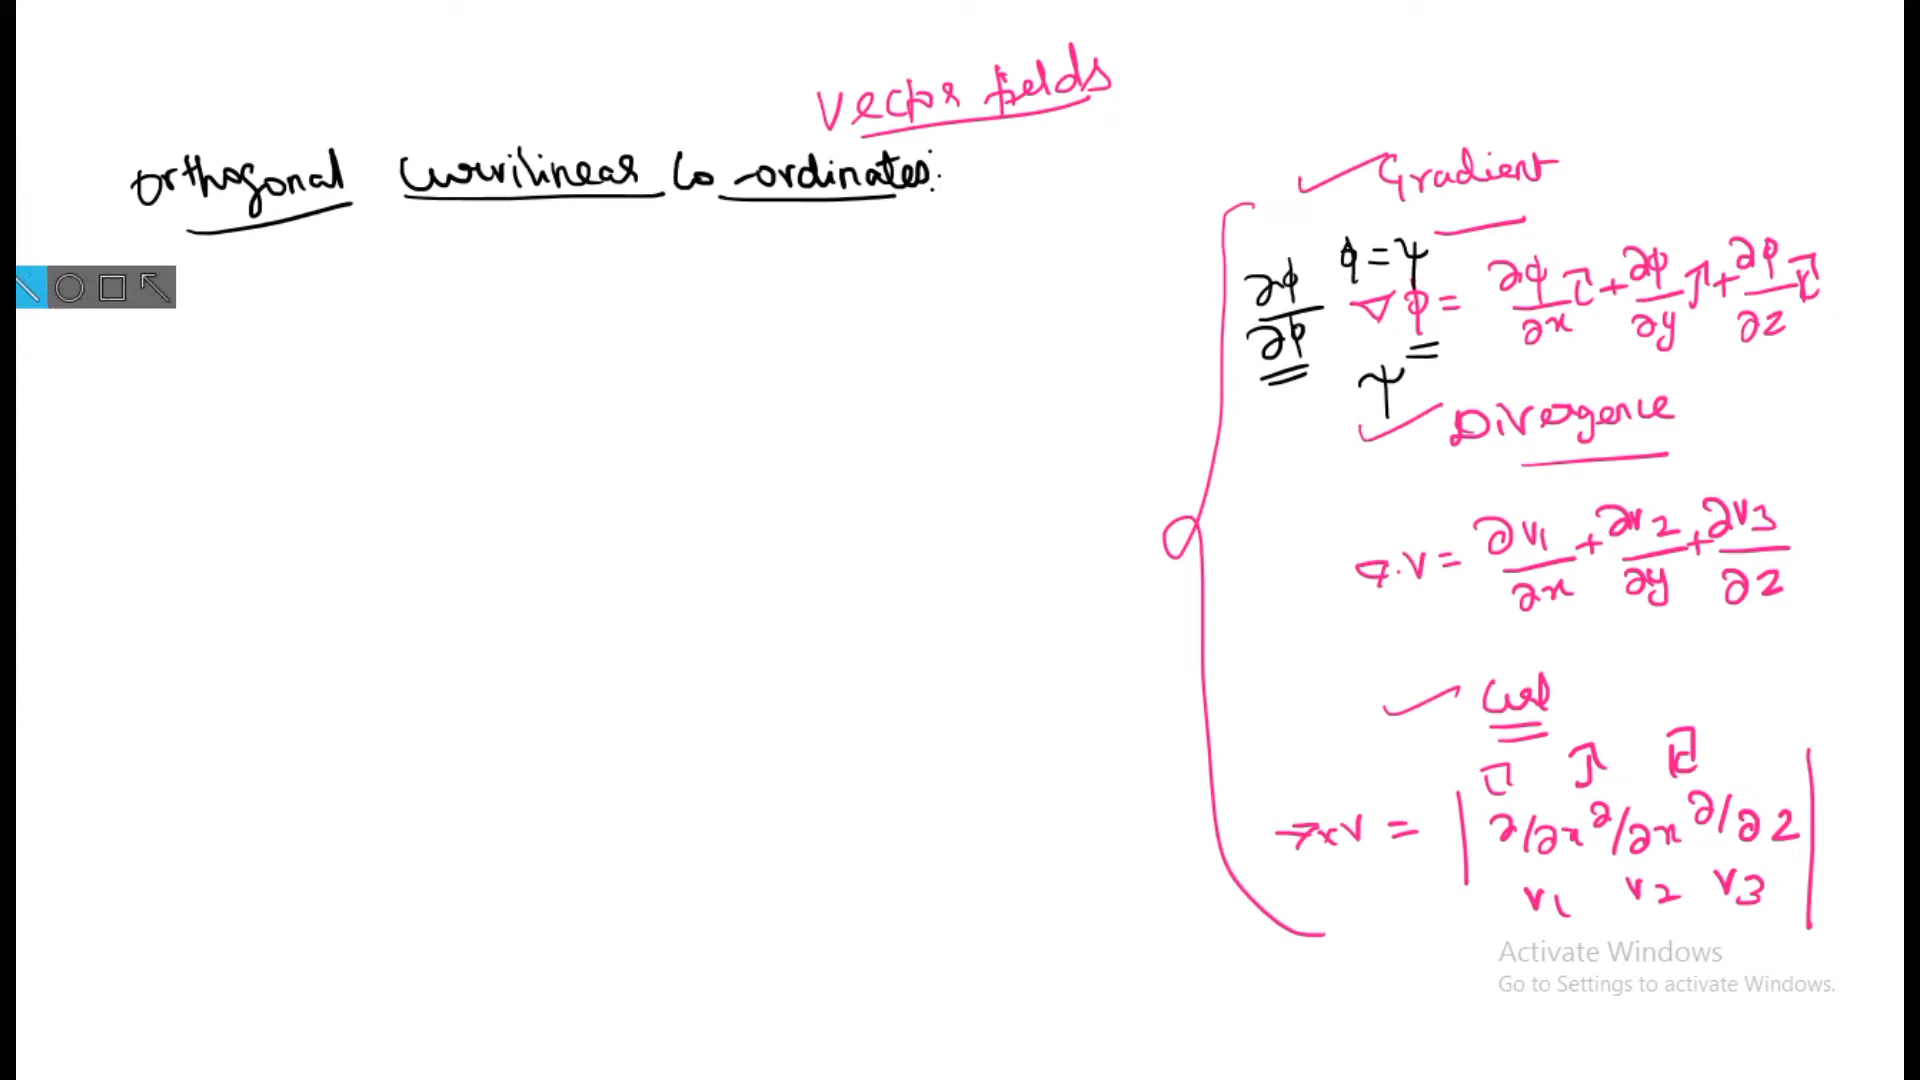 Vector fields
Orthogonal Curvilinear Co-ordinates:
Gradient
φ = ψ
∂φ/∂φ ∇φ = ∂φ/∂x i + ∂φ/∂y j + ∂φ/∂z k
ψ
Divergence
∇.V = ∂V1/∂x + ∂V2/∂y + ∂V3/∂z
Curl
i j k
∇×V = | ∂/∂x ∂/∂x ∂/∂z |
V1 V2 V3
Activate Windows
Go to Settings to activate Windows.